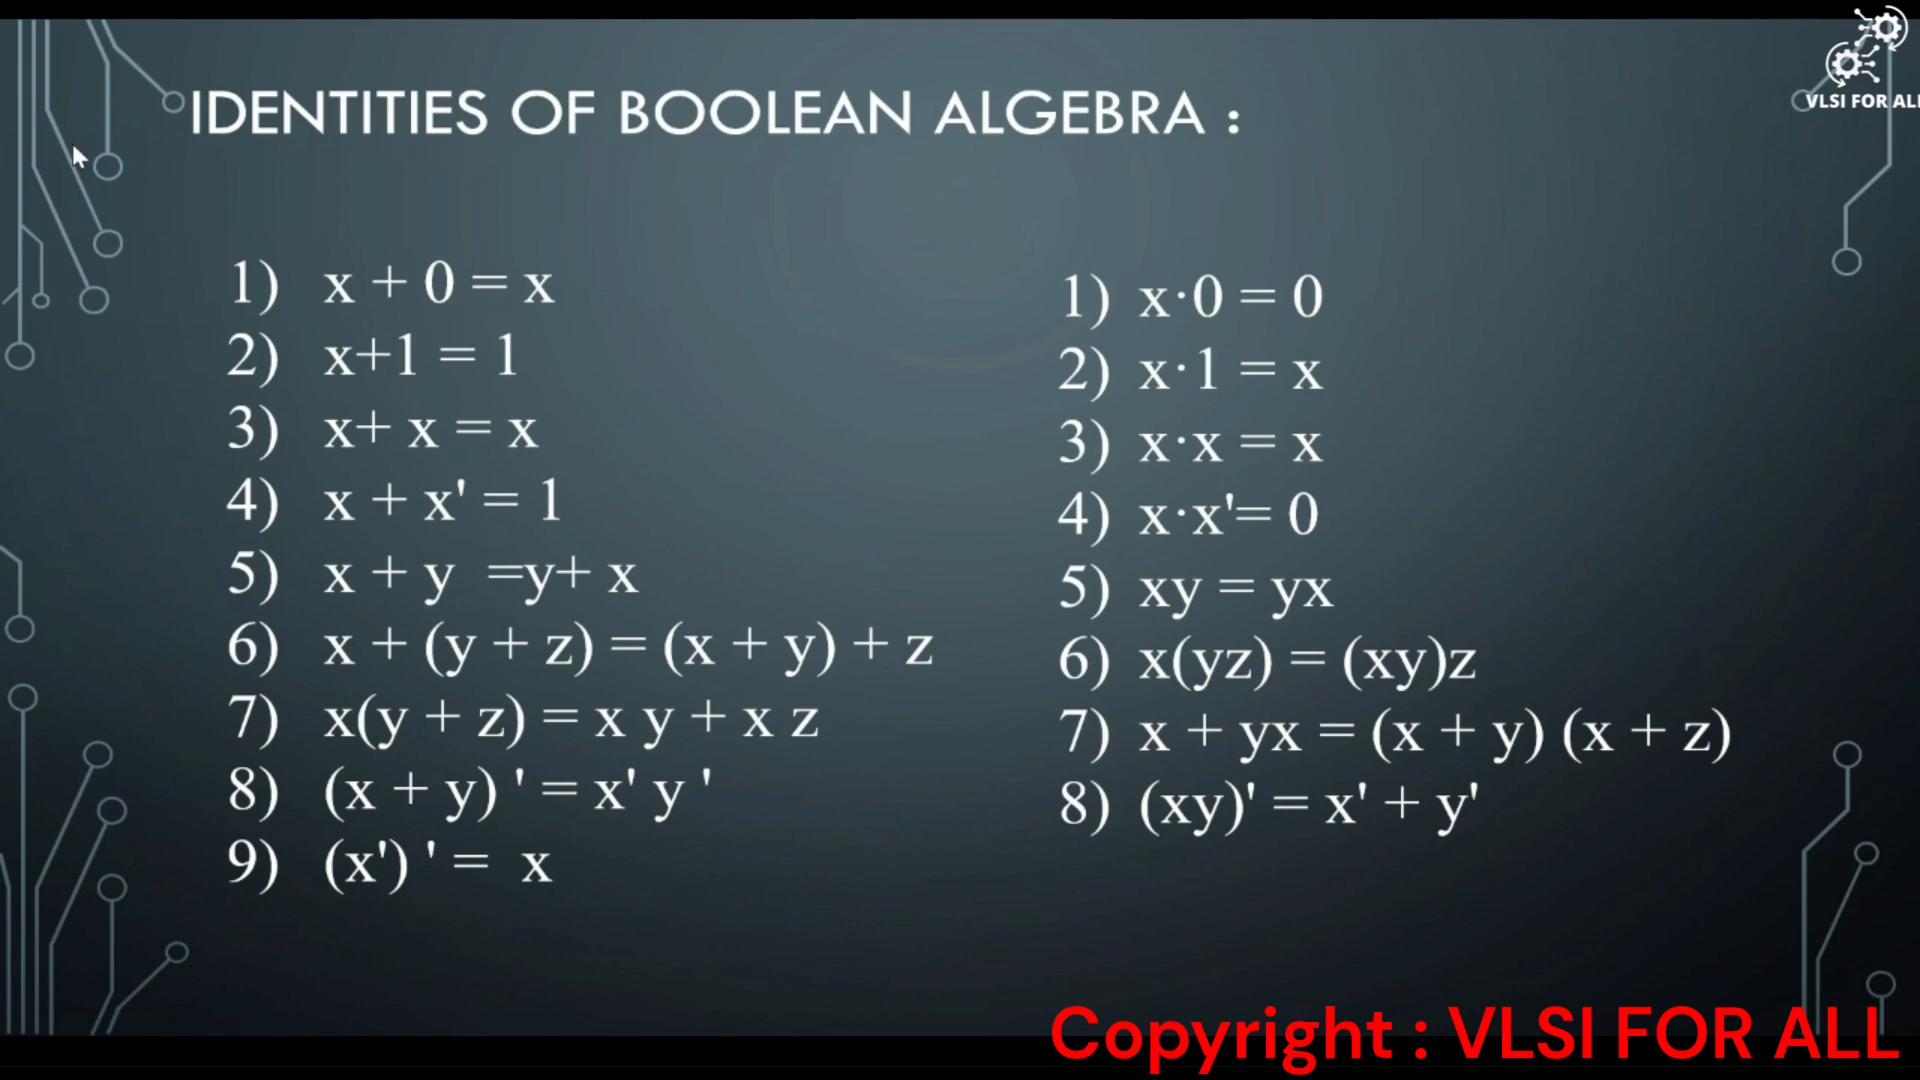 VLSI FOR ALL
IDENTITIES OF BOOLEAN ALGEBRA :
1) x + 0 = x
2) x+1 = 1
3) x+ x = x
4) x + x' = 1
5) x + y =y+ x
6) x + (y + z) = (x + y) + z
7) x(y + z) = x y + x z
8) (x + y) ' = x' y '
9) (x') ' = x
1) x·0 = 0
2) x·1 = x
3) x·x = x
4) x·x'= 0
5) xy = yx
6) x(yz) = (xy)z
7) x + yx = (x + y) (x + z)
8) (xy)' = x' + y'
Copyright : VLSI FOR ALL